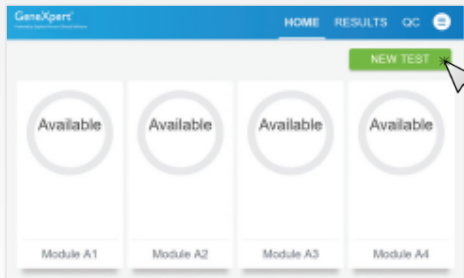 GeneXpert®
HOME RESULTS QC
NEW TEST
Available Available Available Available
Module A1 Module A2 Module A3 Module A4